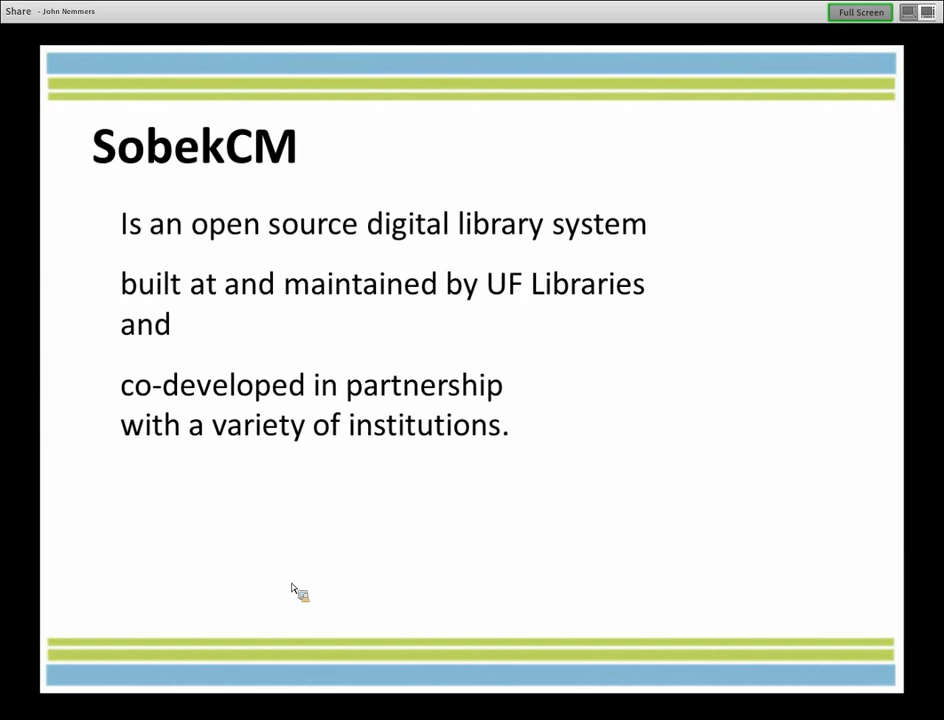 Share - John Nemmers
Full Screen
SobekCM
Is an open source digital library system
built at and maintained by UF Libraries
and
co-developed in partnership
with a variety of institutions.